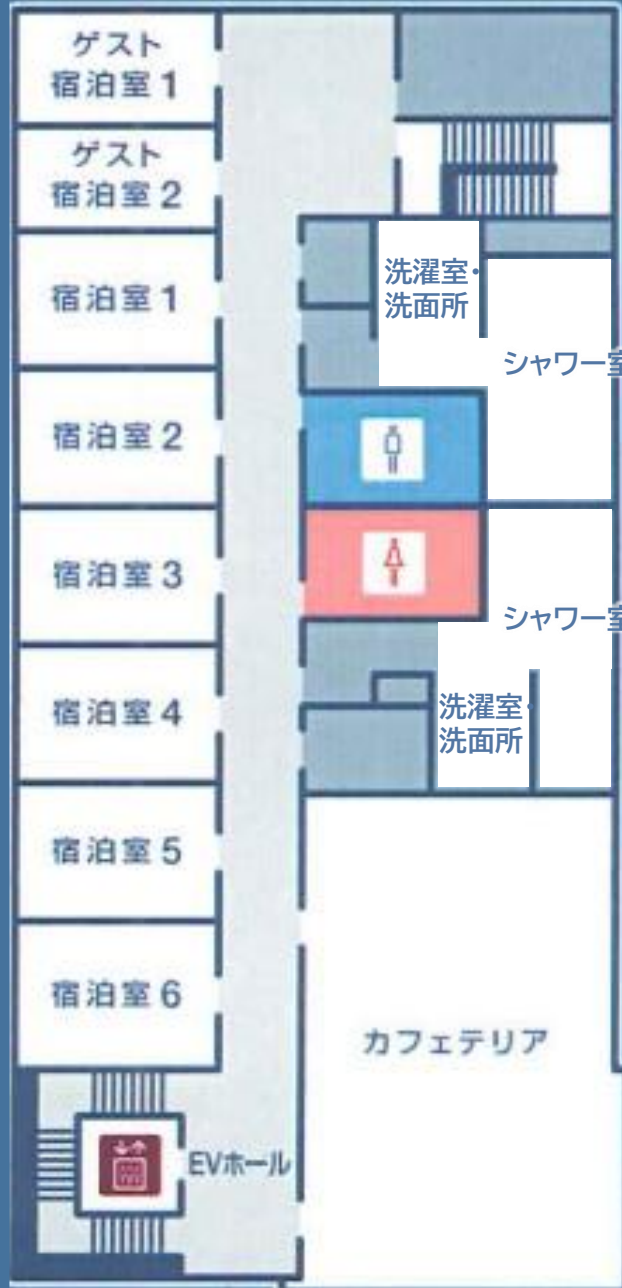 ゲスト
宿泊室1
ゲスト
宿泊室2
宿泊室1
洗濯室・
洗面所
シャワー室
宿泊室2
宿泊室3
シャワー室
宿泊室4
洗濯室・
洗面所
宿泊室5
宿泊室6
カフェテリア
EVホール